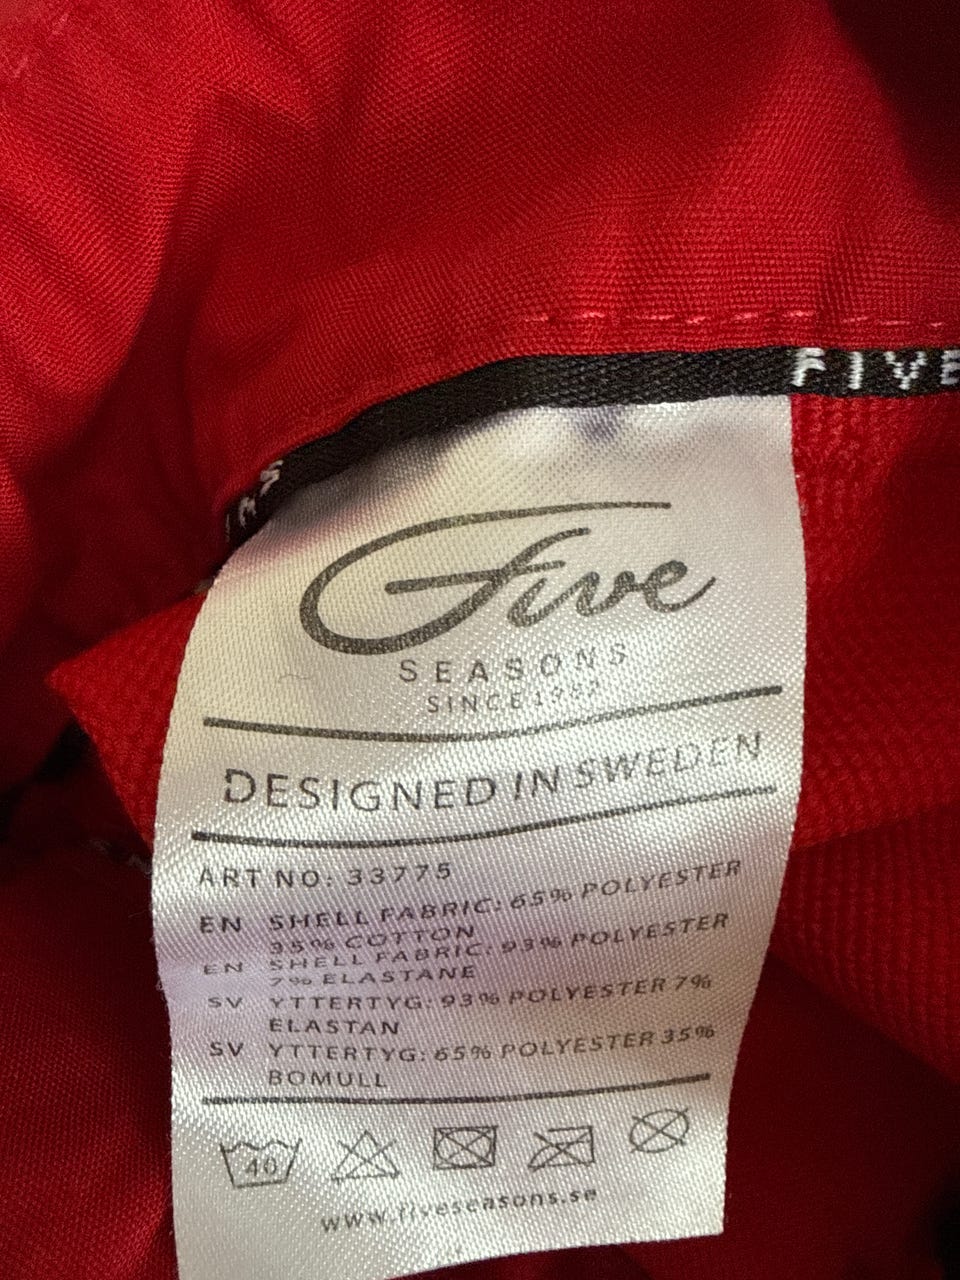 FIVE
Five
SEASONS
SINCE 1982
DESIGNED IN SWEDEN
ART NO: 33775
EN SHELL FABRIC: 65% POLYESTER
35% COTTON
EN SHELL FABRIC: 93% POLYESTER
7% ELASTANE
SV YTTERTYG: 93% POLYESTER 7%
ELASTAN
SV YTTERTYG: 65% POLYESTER 35%
BOMULL
40
www.fiveseasons.se